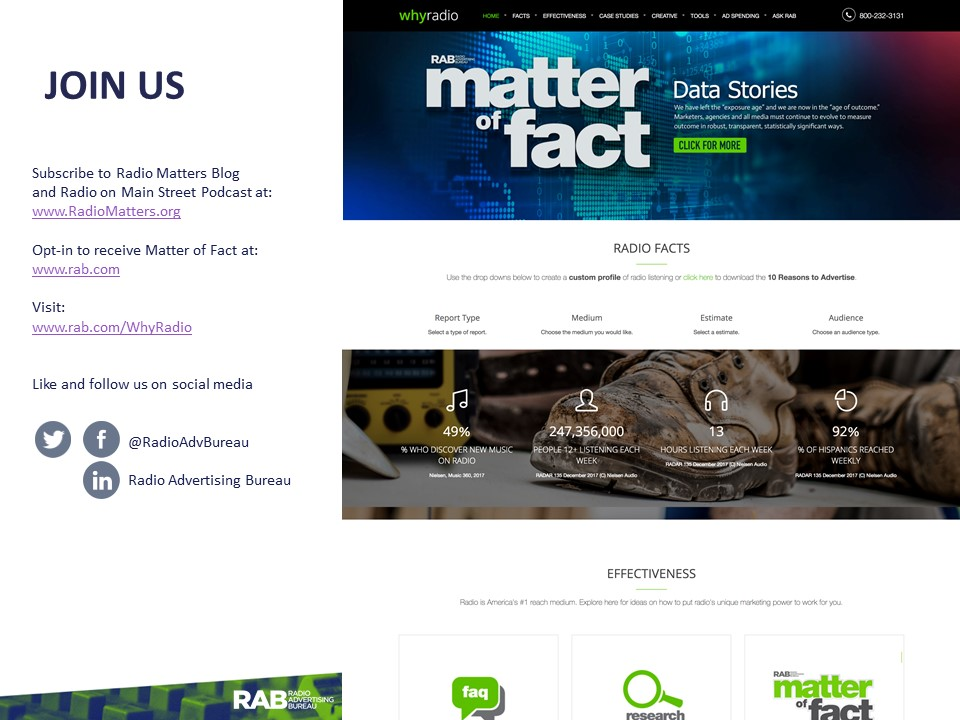 JOIN US
Subscribe to Radio Matters Blog
and Radio on Main Street Podcast at:
www.RadioMatters.org
Opt-in to receive Matter of Fact at:
www.rab.com
Visit:
www.rab.com/WhyRadio
Like and follow us on social media
@RadioAdvBureau
Radio Advertising Bureau
RAB RADIO
ADVERTISING
BUREAU
whyradio
HOME • FACTS • EFFECTIVENESS • CASE STUDIES • CREATIVE • TOOLS • AD SPENDING • ASK RAB
800-232-3131
RAB RADIO
ADVERTISING
BUREAU
matter
of
fact
Data Stories
We have left the "exposure age" and we are now in the "age of outcome."
Marketers, agencies and all media must continue to evolve to measure
outcome in robust, transparent, statistically significant ways.
CLICK FOR MORE
RADIO FACTS
Use the drop downs below to create a custom profile of radio listening or click here to download the 10 Reasons to Advertise.
Report Type
Select a type of report.
Medium
Choose the medium you would like.
Estimate
Select a estimate.
Audience
Choose an audience type.
49%
% WHO DISCOVER NEW MUSIC
ON RADIO
Nielsen, Music 360, 2017
247,356,000
PEOPLE 12+ LISTENING EACH
WEEK
RADAR 135 December 2017 (C) Nielsen Audio
13
HOURS LISTENING EACH WEEK
RADAR 135 December 2017 (C) Nielsen Audio
92%
% OF HISPANICS REACHED
WEEKLY
RADAR 135 December 2017 (C) Nielsen Audio
EFFECTIVENESS
Radio is America's #1 reach medium. Explore here for ideas on how to put radio's unique marketing power to work for you.
faq
research
RAB
matter
of fact